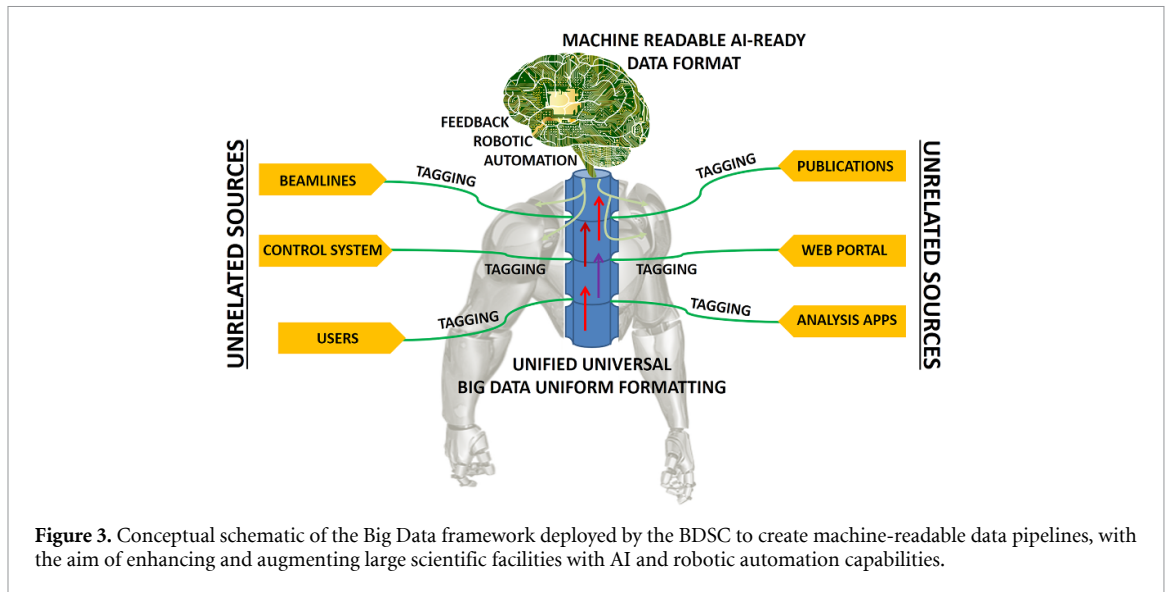 MACHINE READABLE AI-READY
DATA FORMAT
FEEDBACK
ROBOTIC
AUTOMATION
UNRELATED SOURCES
BEAMLINES
TAGGING
CONTROL SYSTEM
TAGGING
USERS
TAGGING
TAGGING
PUBLICATIONS
TAGGING
WEB PORTAL
TAGGING
ANALYSIS APPS
UNRELATED SOURCES
UNIFIED UNIVERSAL
BIG DATA UNIFORM FORMATTING
Figure 3. Conceptual schematic of the Big Data framework deployed by the BDSC to create machine-readable data pipelines, with
the aim of enhancing and augmenting large scientific facilities with AI and robotic automation capabilities.